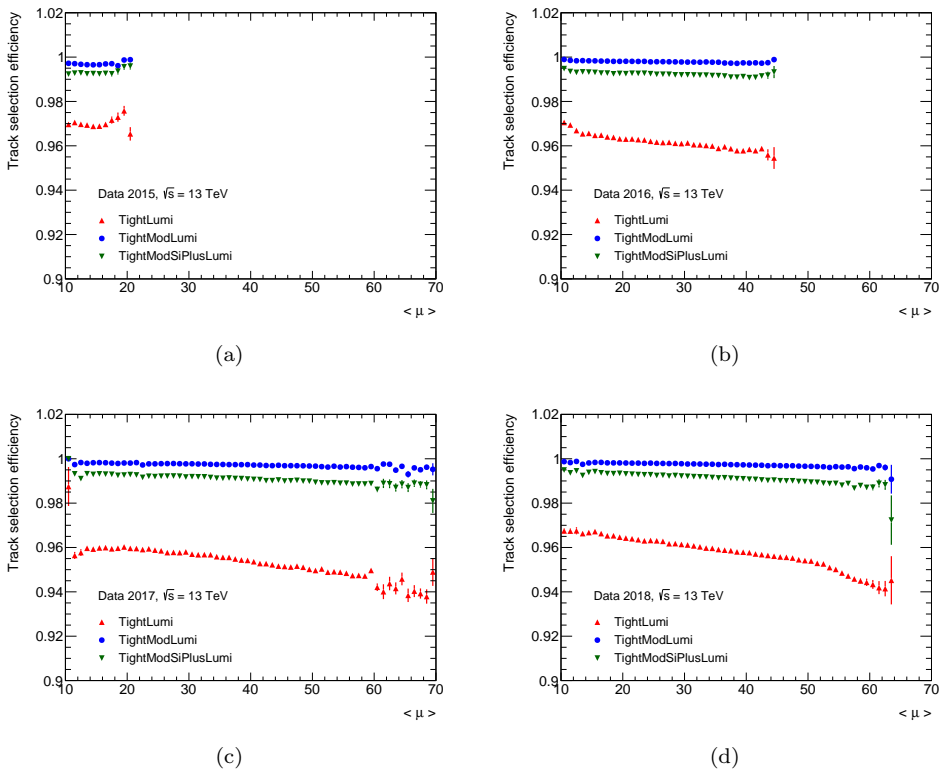 Track selection efficiency
1.02
1
0.98
0.96
0.94
0.92
0.9
Data 2015, √s = 13 TeV
TightLumi
TightModLumi
TightModSiPlusLumi
10 20 30 40 50 60 70
< μ >
(a)
Track selection efficiency
1.02
1
0.98
0.96
0.94
0.92
0.9
Data 2016, √s = 13 TeV
TightLumi
TightModLumi
TightModSiPlusLumi
10 20 30 40 50 60 70
< μ >
(b)
Track selection efficiency
1.02
1
0.98
0.96
0.94
0.92
0.9
Data 2017, √s = 13 TeV
TightLumi
TightModLumi
TightModSiPlusLumi
10 20 30 40 50 60 70
< μ >
(c)
Track selection efficiency
1.02
1
0.98
0.96
0.94
0.92
0.9
Data 2018, √s = 13 TeV
TightLumi
TightModLumi
TightModSiPlusLumi
10 20 30 40 50 60 70
< μ >
(d)